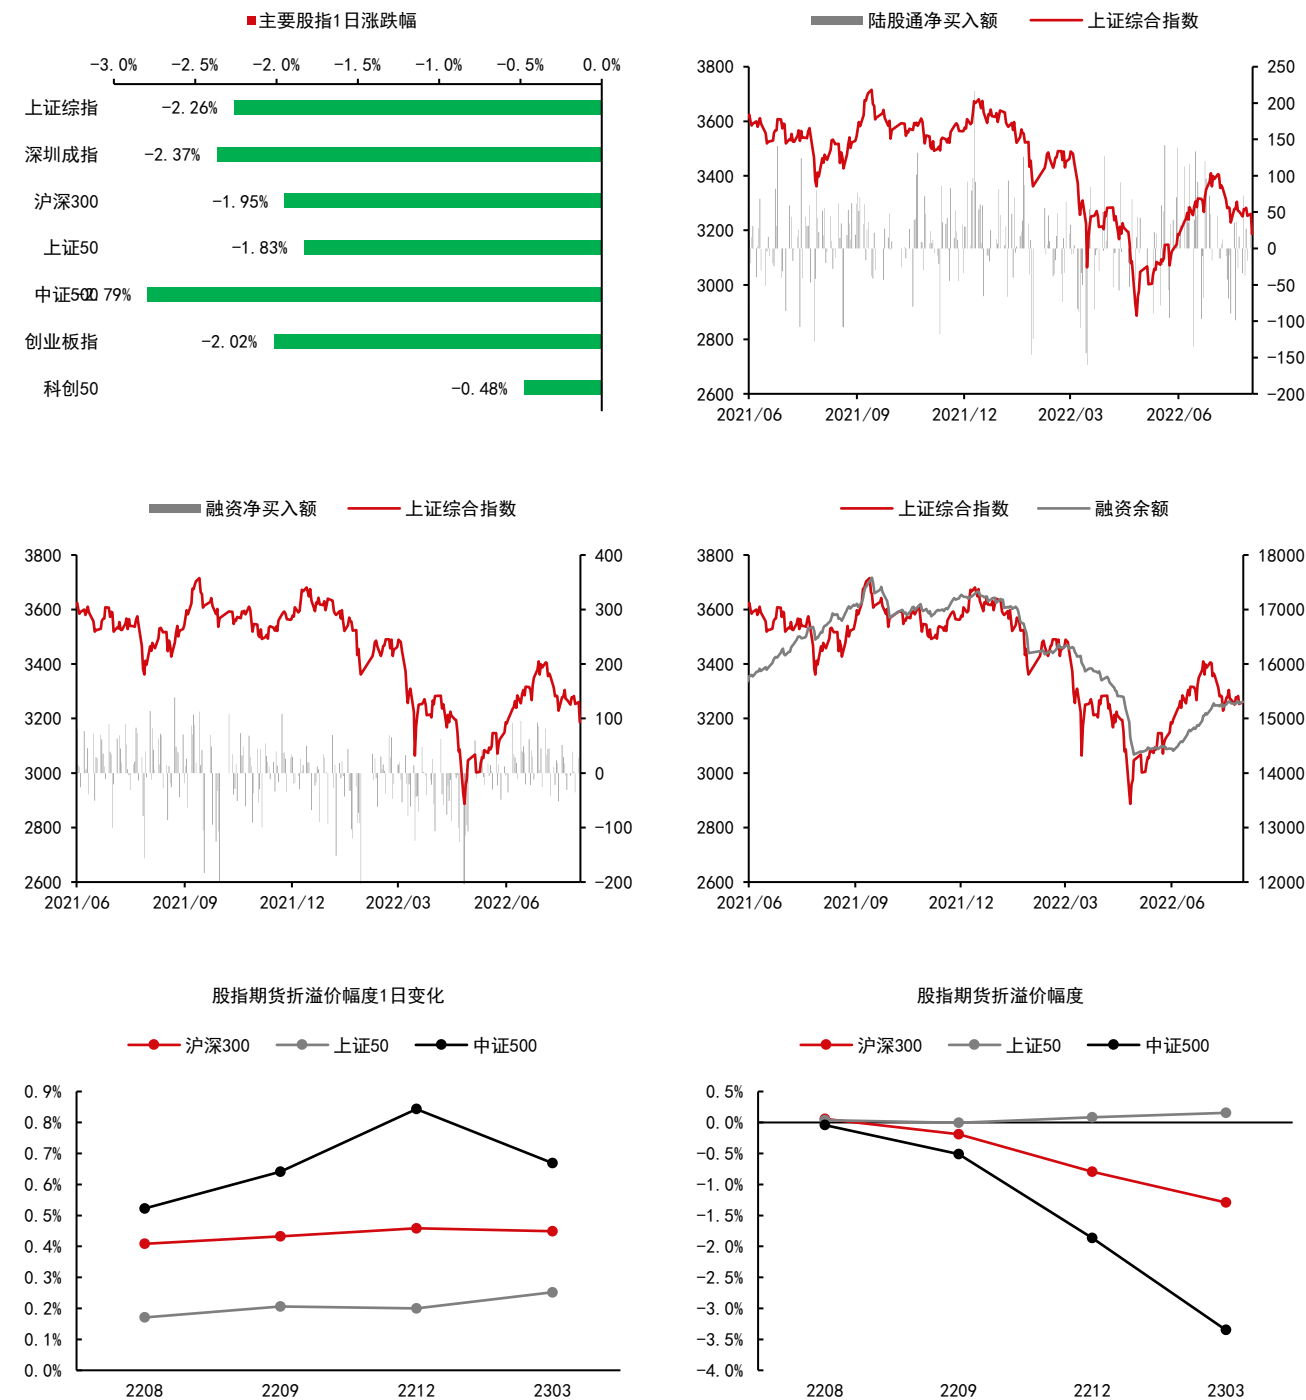 主要股指1日涨跌幅
-3.0% -2.5% -2.0% -1.5% -1.0% -0.5% 0.0%
上证综指 -2.26%
深圳成指 -2.37%
沪深300 -1.95%
上证50 -1.83%
中证500 -2.79%
创业板指 -2.02%
科创50 -0.48%
陆股通净买入额 上证综合指数
3800 250
3600 200
150
3400 100
3200 50
0
3000 -50
2800 -100
-150
2600 -200
2021/06 2021/09 2021/12 2022/03 2022/06
融资净买入额 上证综合指数
3800 400
3600 300
3400 200
3200 100
3000 0
2800 -100
2600 -200
2021/06 2021/09 2021/12 2022/03 2022/06
上证综合指数 融资余额
3800 18000
3600 17000
3400 16000
3200 15000
3000 14000
2800 13000
2600 12000
2021/06 2021/09 2021/12 2022/03 2022/06
股指期货折溢价幅度1日变化
沪深300 上证50 中证500
0.9%
0.8%
0.7%
0.6%
0.5%
0.4%
0.3%
0.2%
0.1%
0.0%
2208 2209 2212 2303
股指期货折溢价幅度
沪深300 上证50 中证500
0.5%
0.0%
-0.5%
-1.0%
-1.5%
-2.0%
-2.5%
-3.0%
-3.5%
-4.0%
2208 2209 2212 2303